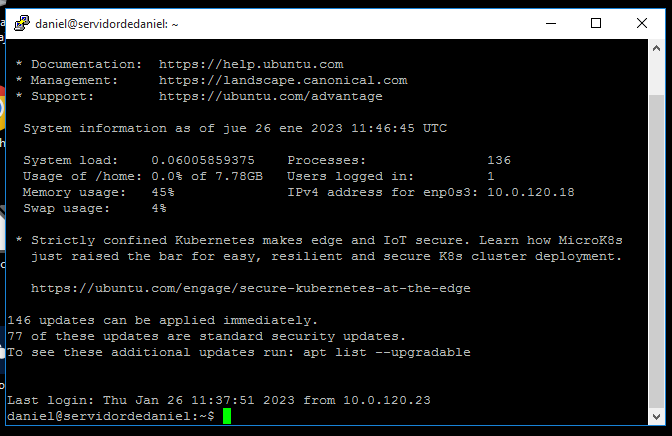 daniel@servidordedaniel: ~
* Documentation:  https://help.ubuntu.com
* Management:     https://landscape.canonical.com
* Support:        https://ubuntu.com/advantage
System information as of jue 26 ene 2023 11:46:45 UTC
System load:    0.06005859375    Processes:               136
Usage of /home: 0.0% of 7.78GB   Users logged in:         1
Memory usage:   45%              IPv4 address for enp0s3: 10.0.120.18
Swap usage:     4%
* Strictly confined Kubernetes makes edge and IoT secure. Learn how MicroK8s
just raised the bar for easy, resilient and secure K8s cluster deployment.
https://ubuntu.com/engage/secure-kubernetes-at-the-edge
146 updates can be applied immediately.
77 of these updates are standard security updates.
To see these additional updates run: apt list --upgradable
Last login: Thu Jan 26 11:37:51 2023 from 10.0.120.23
daniel@servidordedaniel:~$